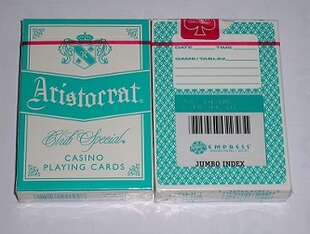 Aristocrat®
Club Special®
CASINO
PLAYING CARDS
DATE TIME
GAME/TABLE#
EMPRESS
JUMBO INDEX